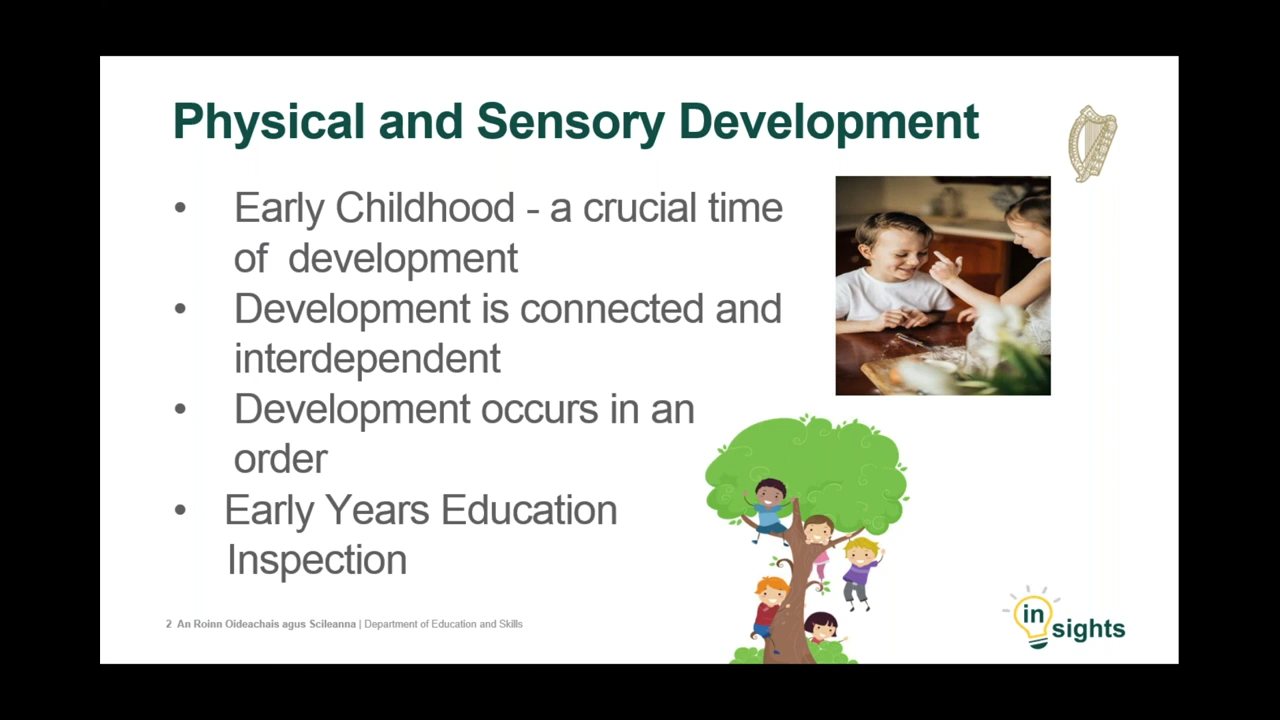 Physical and Sensory Development
• Early Childhood - a crucial time
of development
• Development is connected and
interdependent
• Development occurs in an
order
• Early Years Education
Inspection
2 An Roinn Oideachais agus Scileanna | Department of Education and Skills
in
sights